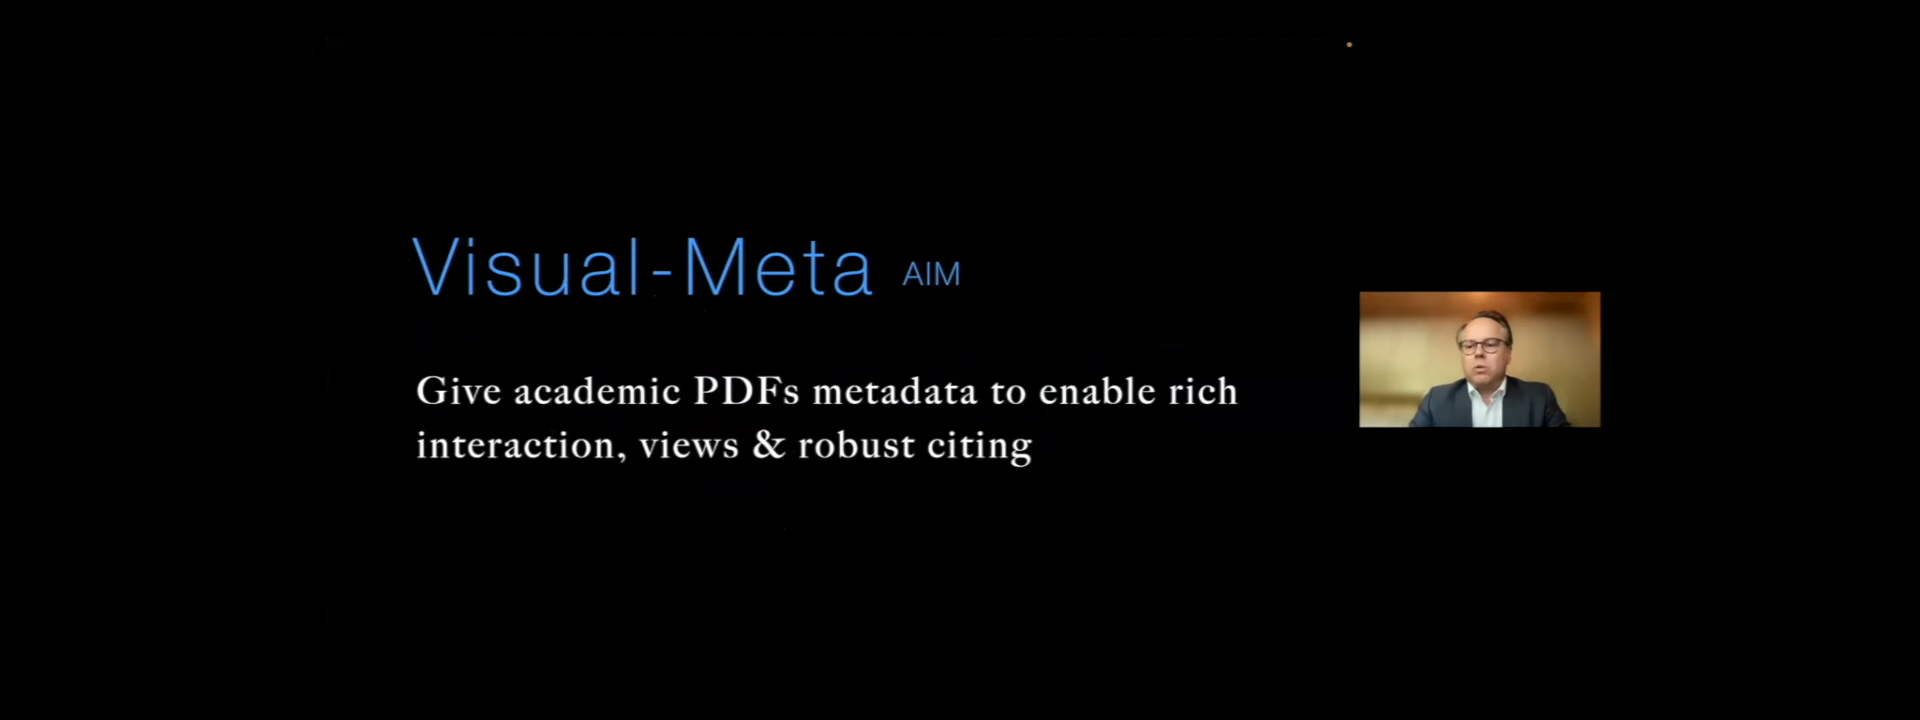 Visual-Meta AIM
Give academic PDFs metadata to enable rich
interaction, views & robust citing